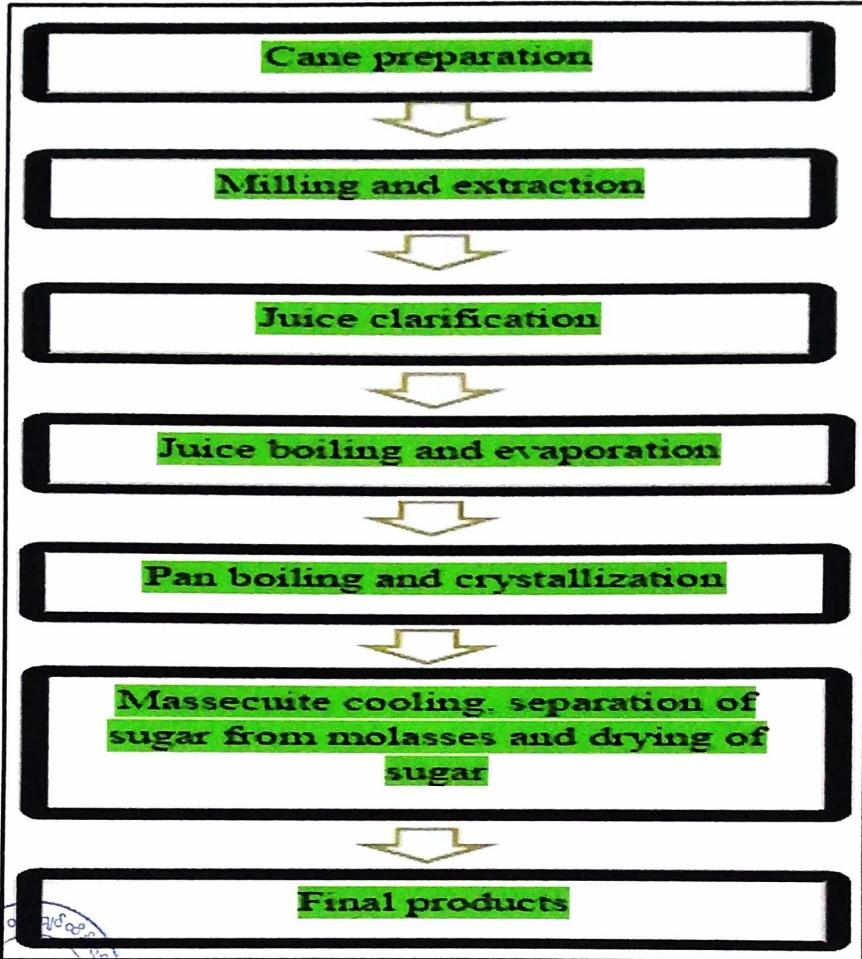 Cane preparation
Milling and extraction
Juice clarification
Juice boiling and evaporation
Pan boiling and crystallization
Massecuite cooling, separation of
sugar from molasses and drying of
sugar
Final products